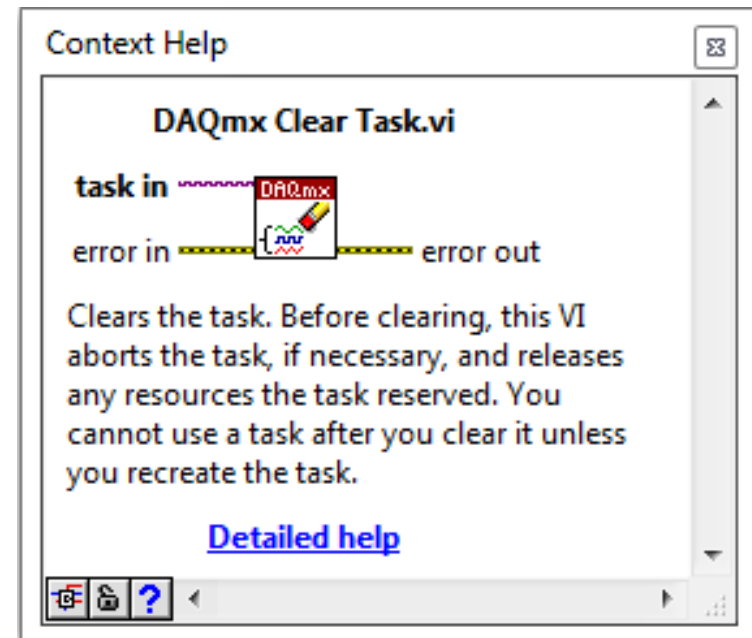 Context Help
DAQmx Clear Task.vi
task in
DAQmx
error in
error out
Clears the task. Before clearing, this VI
aborts the task, if necessary, and releases
any resources the task reserved. You
cannot use a task after you clear it unless
you recreate the task.
Detailed help
?